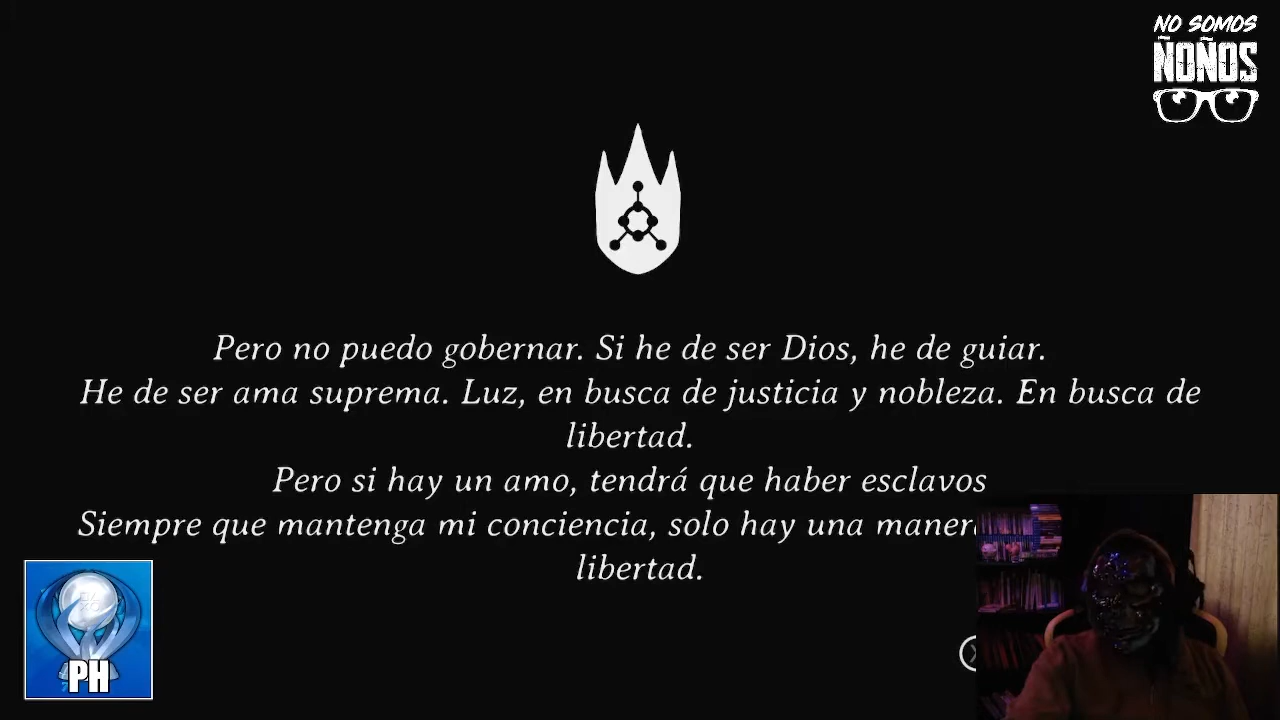 NO SOMOS
ÑOÑOS
Pero no puedo gobernar. Si he de ser Dios, he de guiar.
He de ser ama suprema. Luz, en busca de justicia y nobleza. En busca de
libertad.
Pero si hay un amo, tendrá que haber esclavos
Siempre que mantenga mi conciencia, solo hay una
libertad.
PH